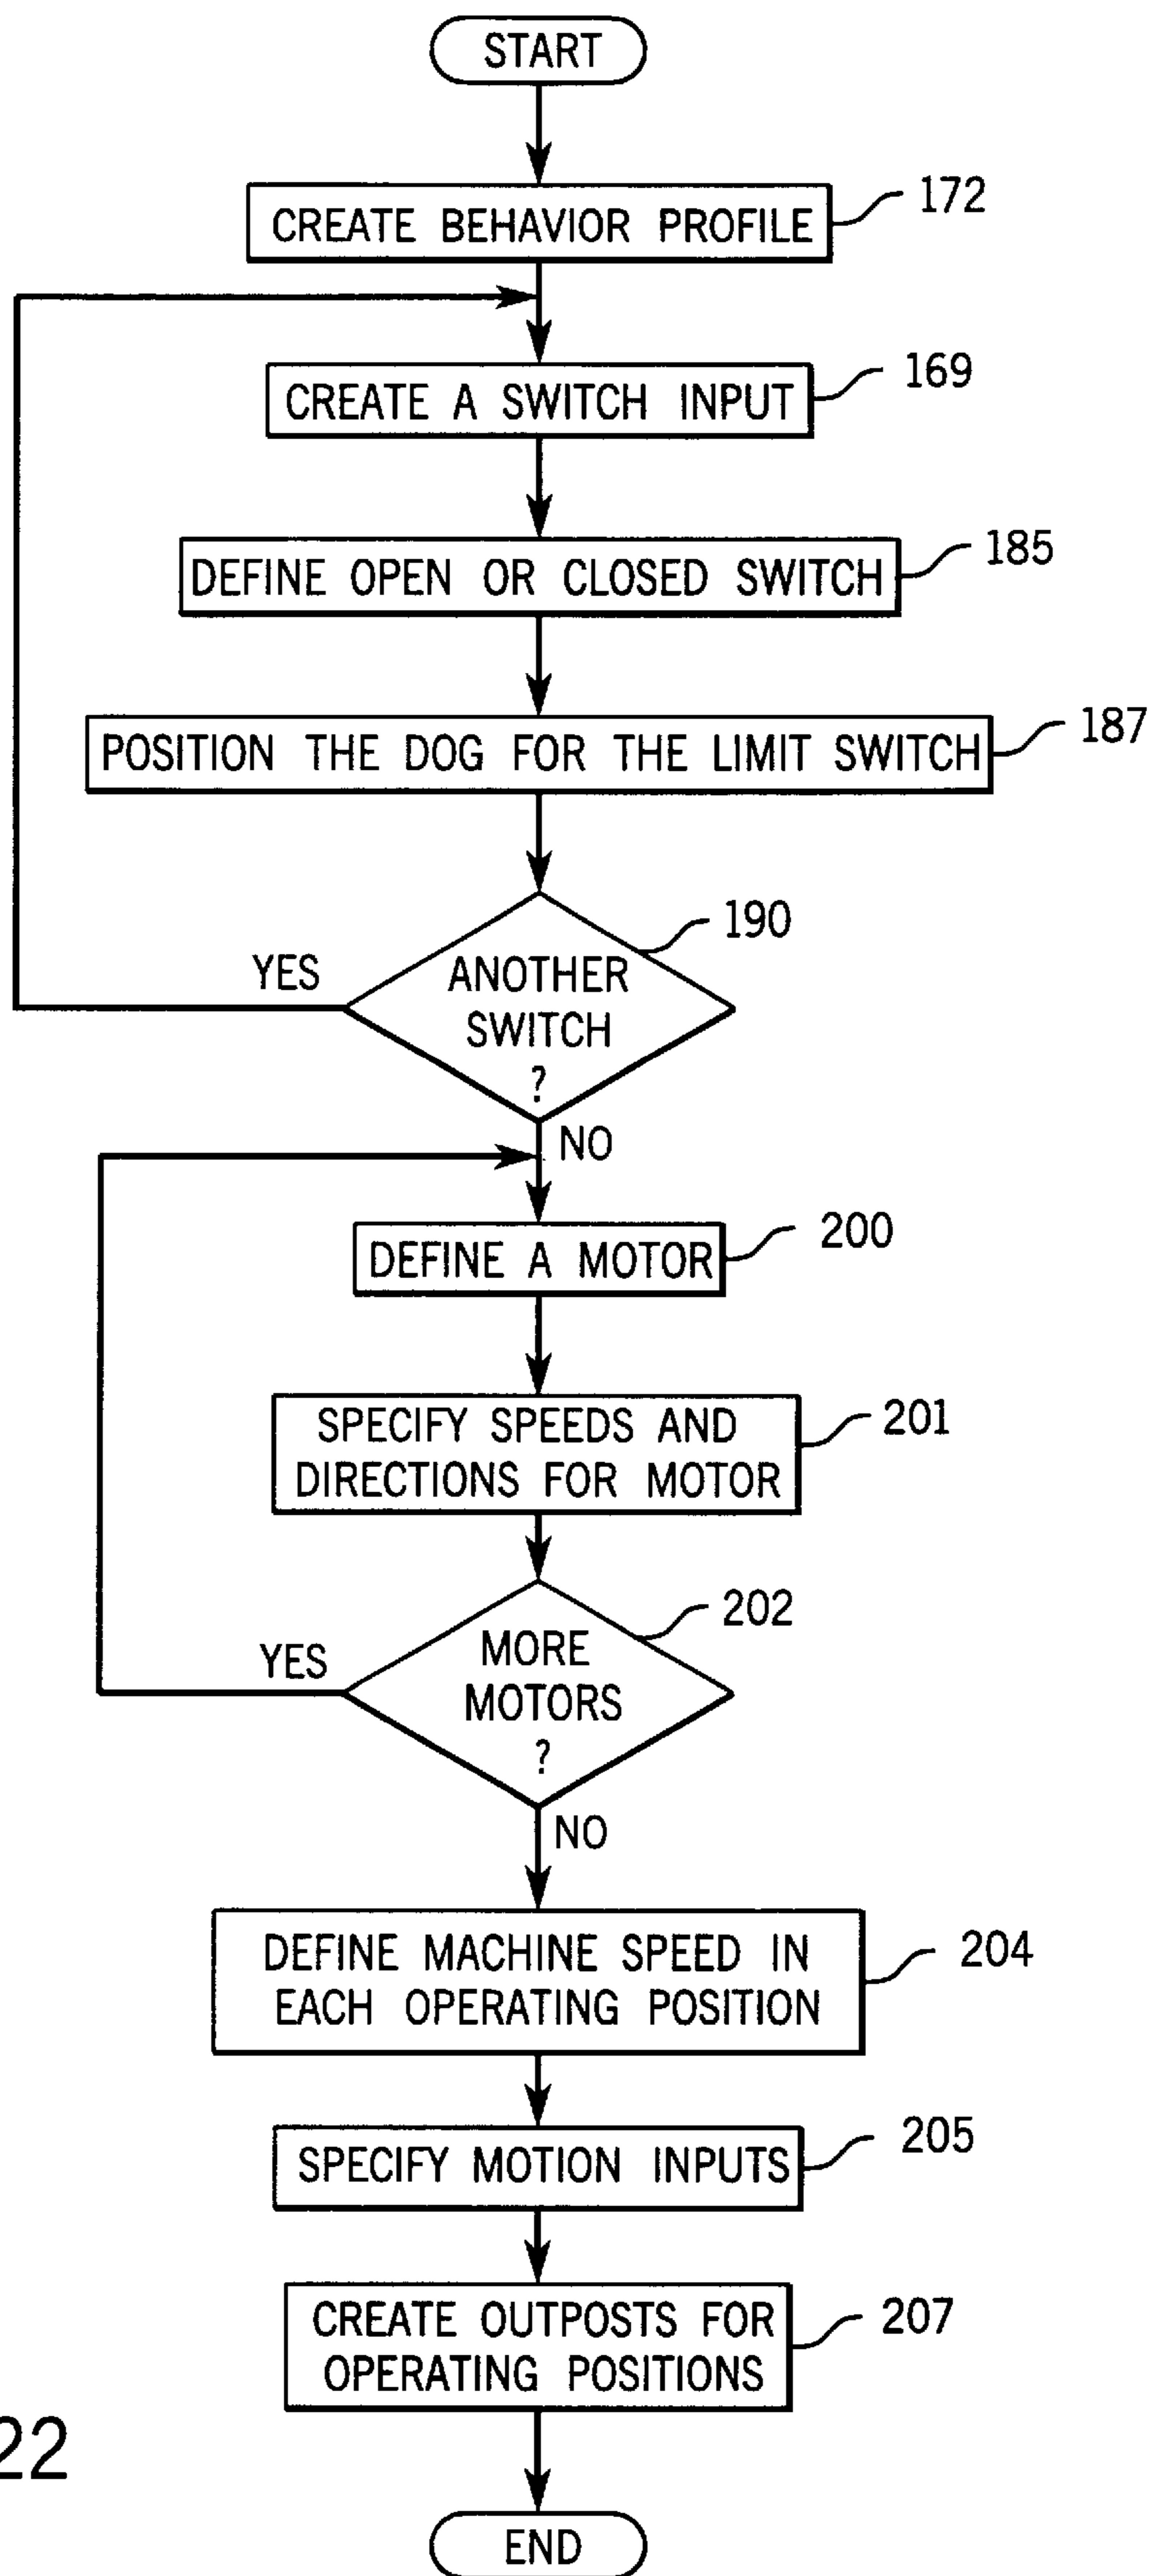 START
CREATE BEHAVIOR PROFILE
172
CREATE A SWITCH INPUT
169
DEFINE OPEN OR CLOSED SWITCH
185
POSITION THE DOG FOR THE LIMIT SWITCH
187
190
YES
ANOTHER
SWITCH
?
NO
DEFINE A MOTOR
200
SPECIFY SPEEDS AND
DIRECTIONS FOR MOTOR
201
202
YES
MORE
MOTORS
?
NO
DEFINE MACHINE SPEED IN
EACH OPERATING POSITION
204
SPECIFY MOTION INPUTS
205
CREATE OUTPOSTS FOR
OPERATING POSITIONS
207
22
END